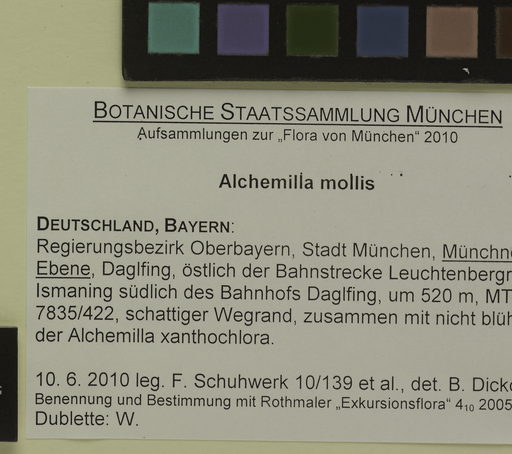 BOTANISCHE STAATSSAMMLUNG MÜNCHEN
Aufsammlungen zur „Flora von München“ 2010
Alchemilla mollis
DEUTSCHLAND, BAYERN:
Regierungsbezirk Oberbayern, Stadt München,
Ebene, Daglfing, östlich der Bahnstrecke
Ismaning südlich des Bahnhofs Daglfing, um 520 m,
7835/422, schattiger Wegrand, zusammen mit nicht
der Alchemilla xanthochlora.
10. 6. 2010 leg. F. Schuhwerk 10/139 et al., det. B.
Benennung und Bestimmung mit Rothmaler „Exkursionsflora“ 4₁₀ 2005
Dublette: W.